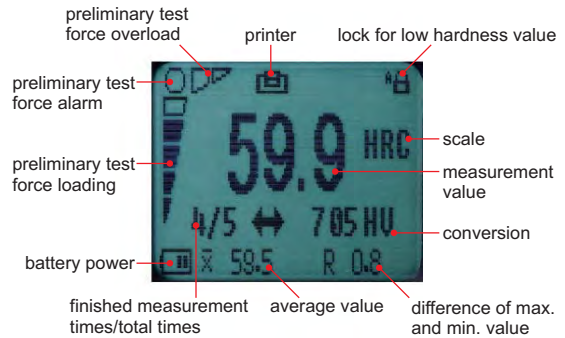 preliminary test
force overload
printer
lock for low hardness value
preliminary test
force alarm
A
59.9 HRC
scale
measurement
value
preliminary test
force loading
4/5 ↔ 705 HV
conversion
battery power
x̄ 59.5 R 0.8
finished measurement
times/total times
average value
difference of max.
and min. value